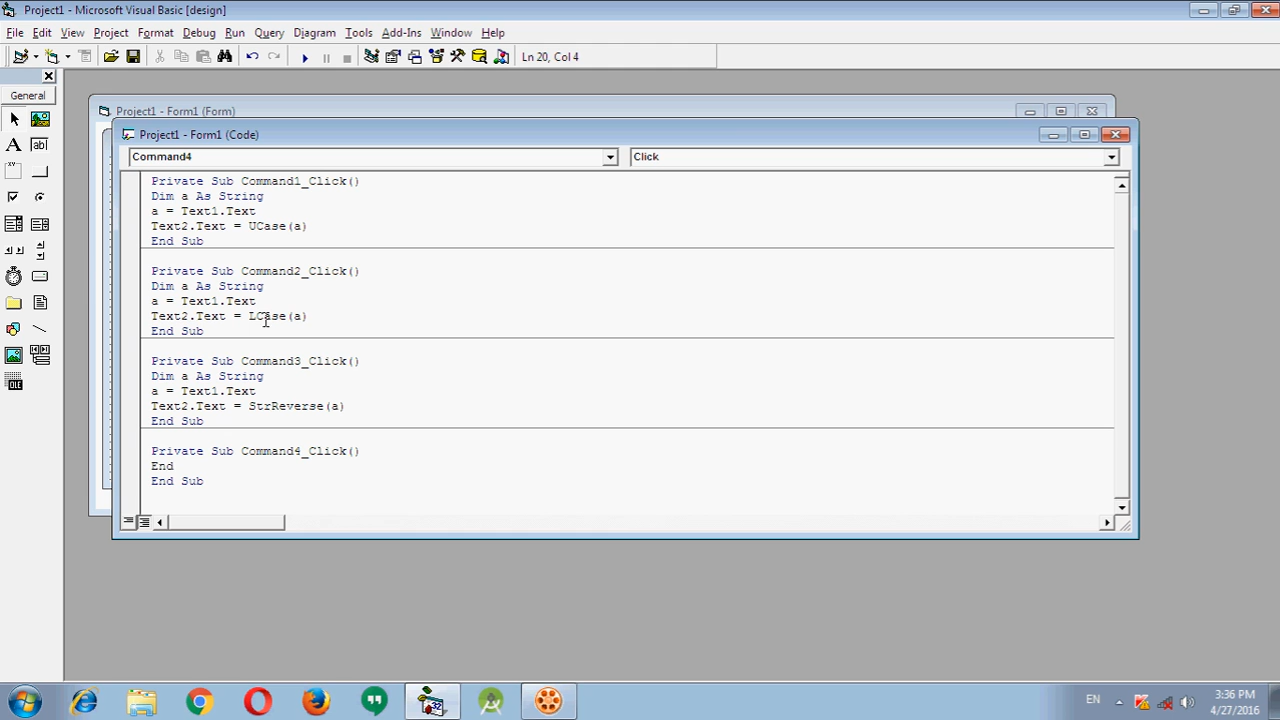 Project1 - Microsoft Visual Basic [design]
File Edit View Project Format Debug Run Query Diagram Tools Add-Ins Window Help
Ln 20, Col 4
General
Project1 - Form1 (Form)
Project1 - Form1 (Code)
Command4 Click
Private Sub Command1_Click()
Dim a As String
a = Text1.Text
Text2.Text = UCase(a)
End Sub
Private Sub Command2_Click()
Dim a As String
a = Text1.Text
Text2.Text = LCase(a)
End Sub
Private Sub Command3_Click()
Dim a As String
a = Text1.Text
Text2.Text = StrReverse(a)
End Sub
Private Sub Command4_Click()
End
End Sub
EN
3:36 PM
4/27/2016